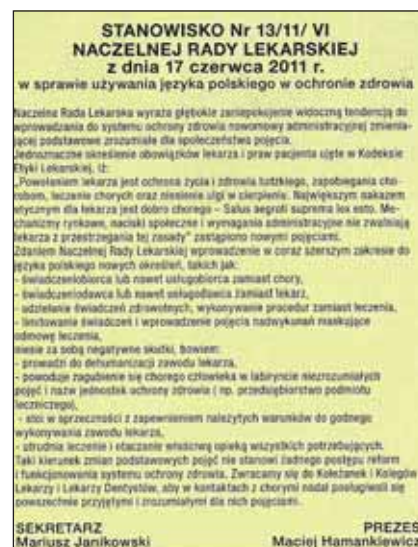 STANOWISKO Nr 13/11/ VI
NACZELNEJ RADY LEKARSKIEJ
z dnia 17 czerwca 2011 r.
w sprawie używania języka polskiego w ochronie zdrowia
Naczelna Rada Lekarska wyraża głębokie zaniepokojenie widoczną tendencją do
wprowadzania do systemu ochrony zdrowia nowomowy administracyjnej zmienia-
jącej podstawowe zrozumiałe dla społeczeństwa pojęcia.
Jednoznaczne określenie obowiązków lekarza i praw pacjenta ujęte w Kodeksie
Etyki Lekarskiej, iż:
„Powołaniem lekarza jest ochrona życia i zdrowia ludzkiego, zapobieganie cho-
robom, leczenie chorych oraz niesienie ulgi w cierpieniu. Największym nakazem
etycznym dla lekarza jest dobro chorego – Salus aegroti suprema lex esto. Me-
chanizmy rynkowe, naciski społeczne i wymagania administracyjne nie zwalniają
lekarza z przestrzegania tej zasady" zastąpiono nowymi pojęciami.
Zdaniem Naczelnej Rady Lekarskiej wprowadzenie w coraz szerszym zakresie do
języka polskiego nowych określeń, takich jak:
- świadczeniobiorca lub nawet usługobiorca zamiast chory,
- świadczeniodawca lub nawet usługodawca zamiast lekarz,
- udzielanie świadczeń zdrowotnych, wykonywanie procedur zamiast leczenia,
- limitowanie świadczeń i wprowadzenie pojęcia nadwykonań maskujące
odmowę leczenia,
niesie za sobą negatywne skutki, bowiem:
- prowadzi do dehumanizacji zawodu lekarza,
- powoduje zagubienie się chorego człowieka w labiryncie niezrozumiałych
pojęć i nazw jednostek ochrony zdrowia ( np. przedsiębiorstwo podmiotu
leczniczego),
- stoi w sprzeczności z zapewnieniem należytych warunków do godnego
wykonywania zawodu lekarza,
- utrudnia leczenie i otaczanie właściwą opieką wszystkich potrzebujących.
Taki kierunek zmian podstawowych pojęć nie stanowi żadnego postępu reform
i funkcjonowania systemu ochrony zdrowia. Zwracamy się do Koleżanek i Kolegów
Lekarzy i Lekarzy Dentystów, aby w kontaktach z chorymi nadal posługiwali się
powszechnie przyjętymi i zrozumiałymi dla nich pojęciami.
SEKRETARZ PREZES
Mariusz Janikowski Maciej Hamankiewicz